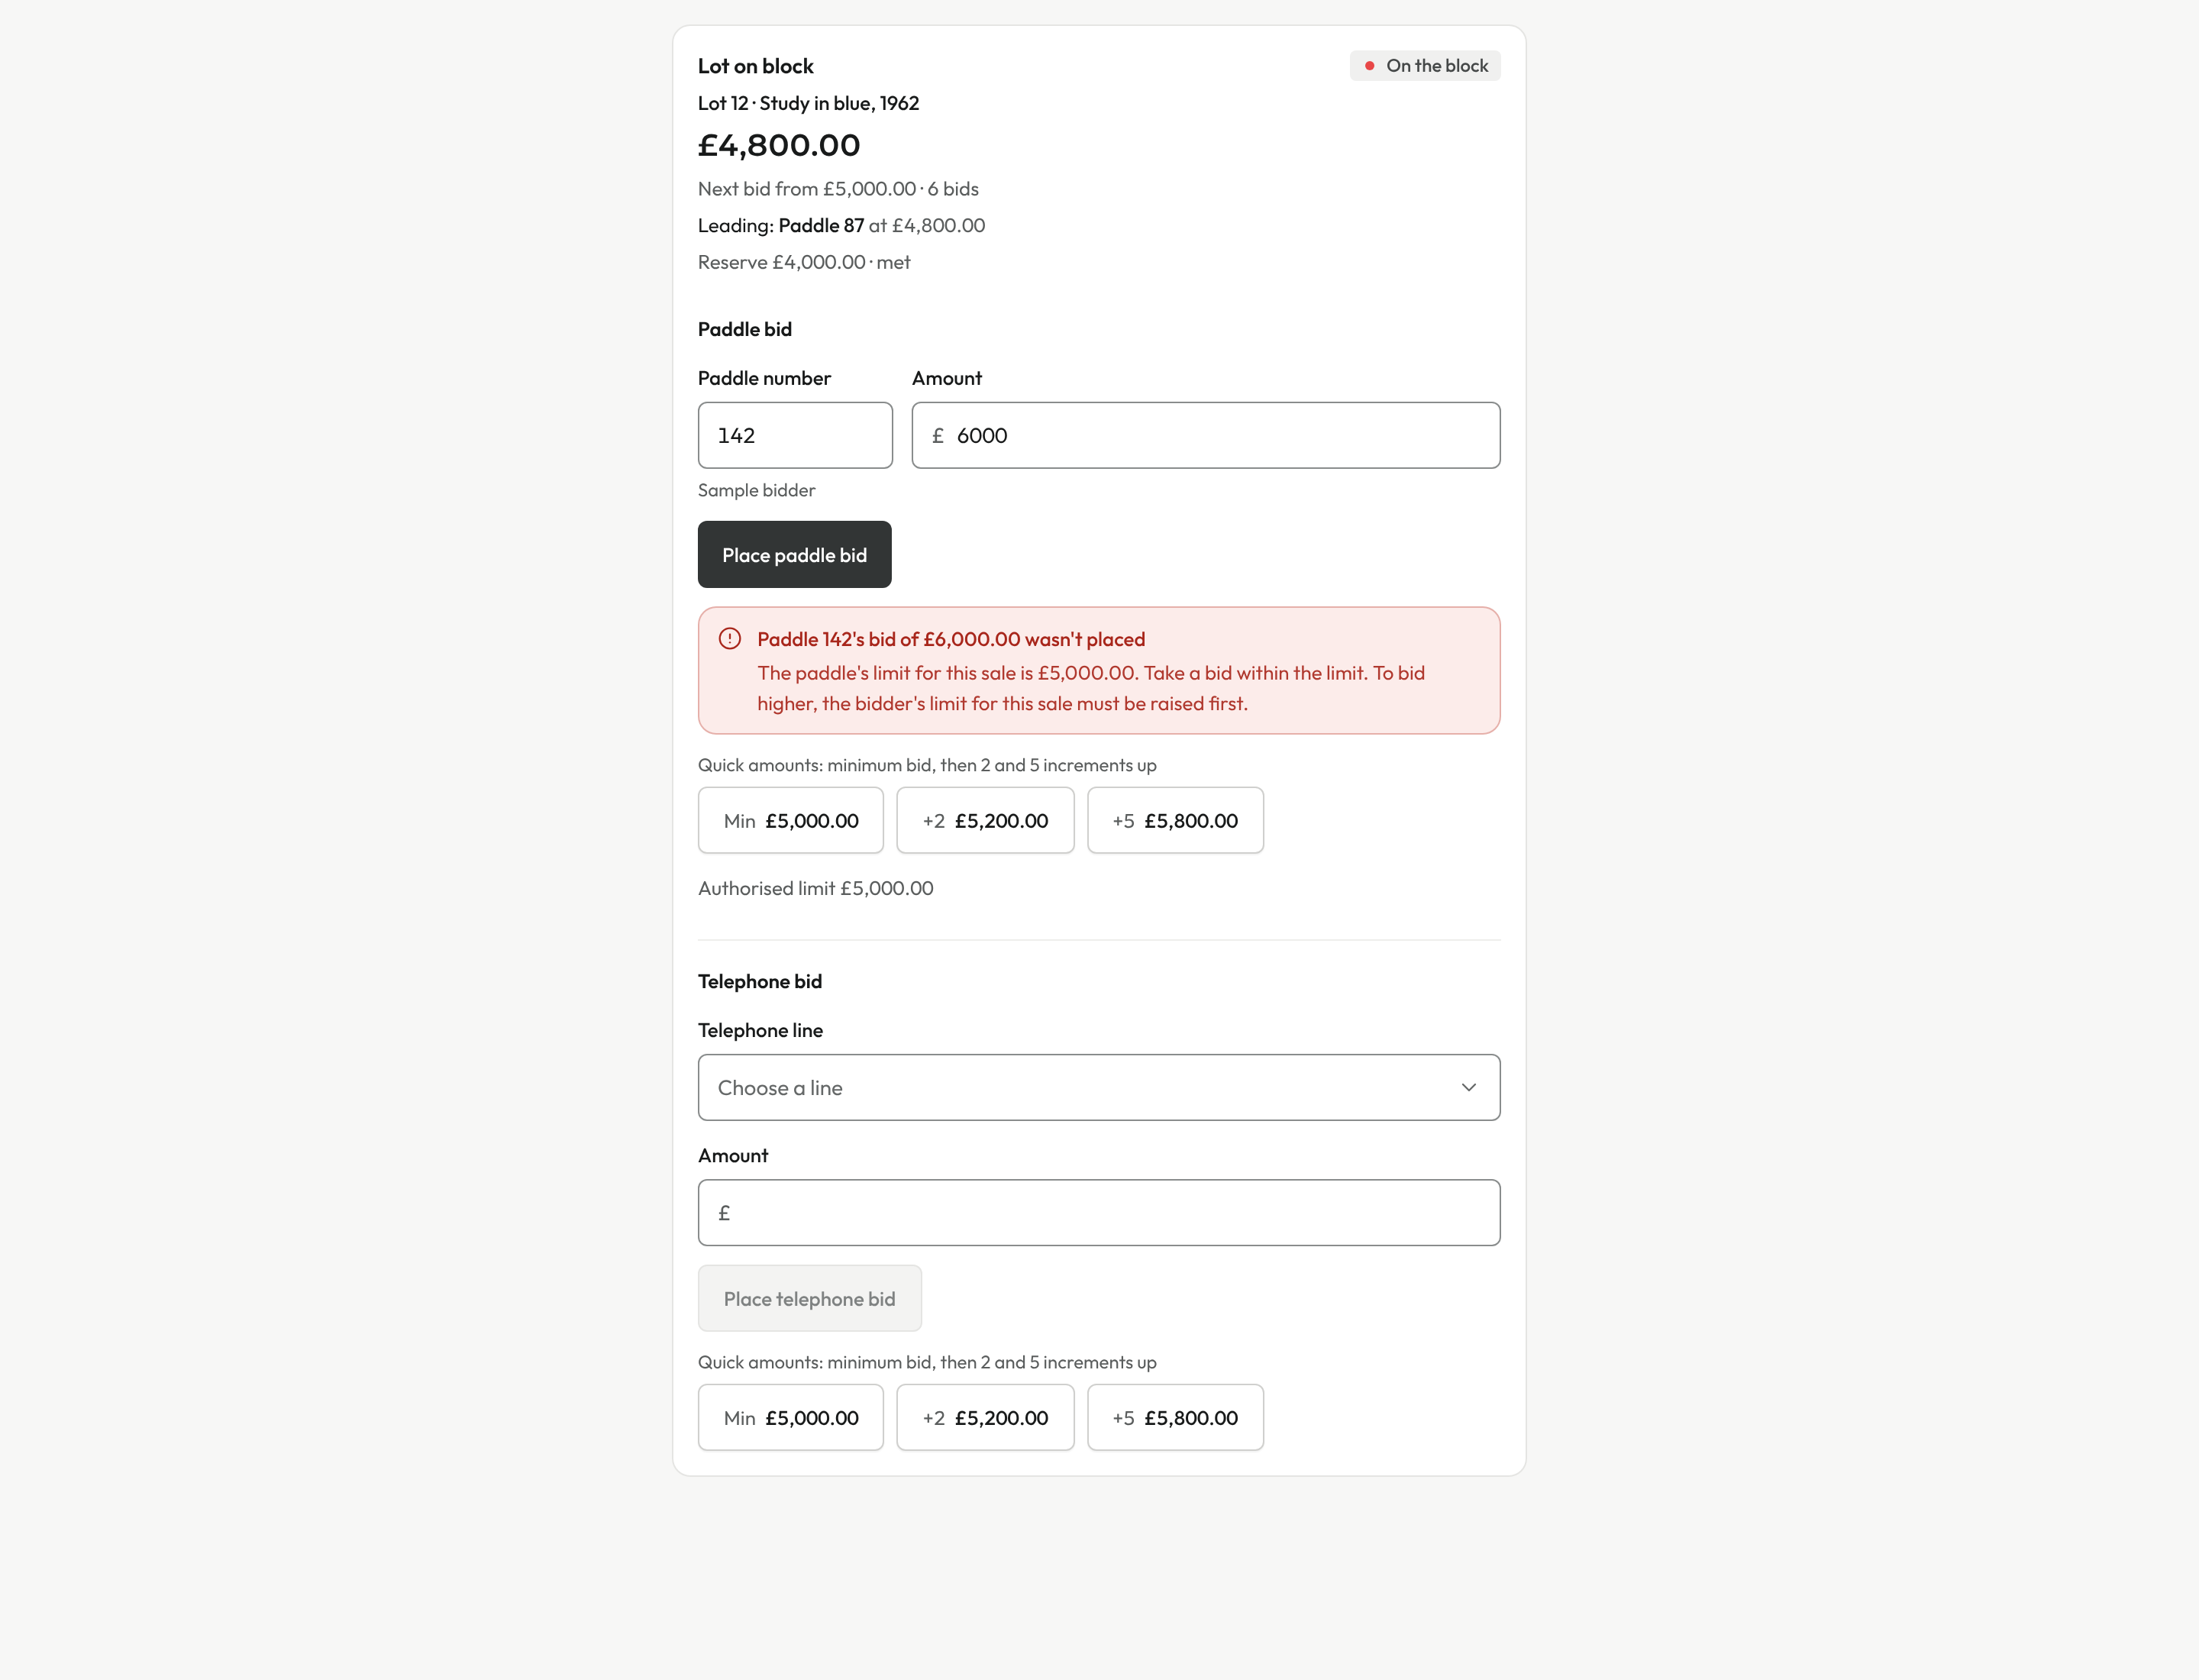 Lot on block
On the block
Lot 12 · Study in blue, 1962
£4,800.00
Next bid from £5,000.00 · 6 bids
Leading: Paddle 87 at £4,800.00
Reserve £4,000.00 · met
Paddle bid
Paddle number
Amount
142
£ 6000
Sample bidder
Place paddle bid
Paddle 142's bid of £6,000.00 wasn't placed
The paddle's limit for this sale is £5,000.00. Take a bid within the limit. To bid
higher, the bidder's limit for this sale must be raised first.
Quick amounts: minimum bid, then 2 and 5 increments up
Min £5,000.00
+2 £5,200.00
+5 £5,800.00
Authorised limit £5,000.00
Telephone bid
Telephone line
Choose a line
Amount
£
Place telephone bid
Quick amounts: minimum bid, then 2 and 5 increments up
Min £5,000.00
+2 £5,200.00
+5 £5,800.00